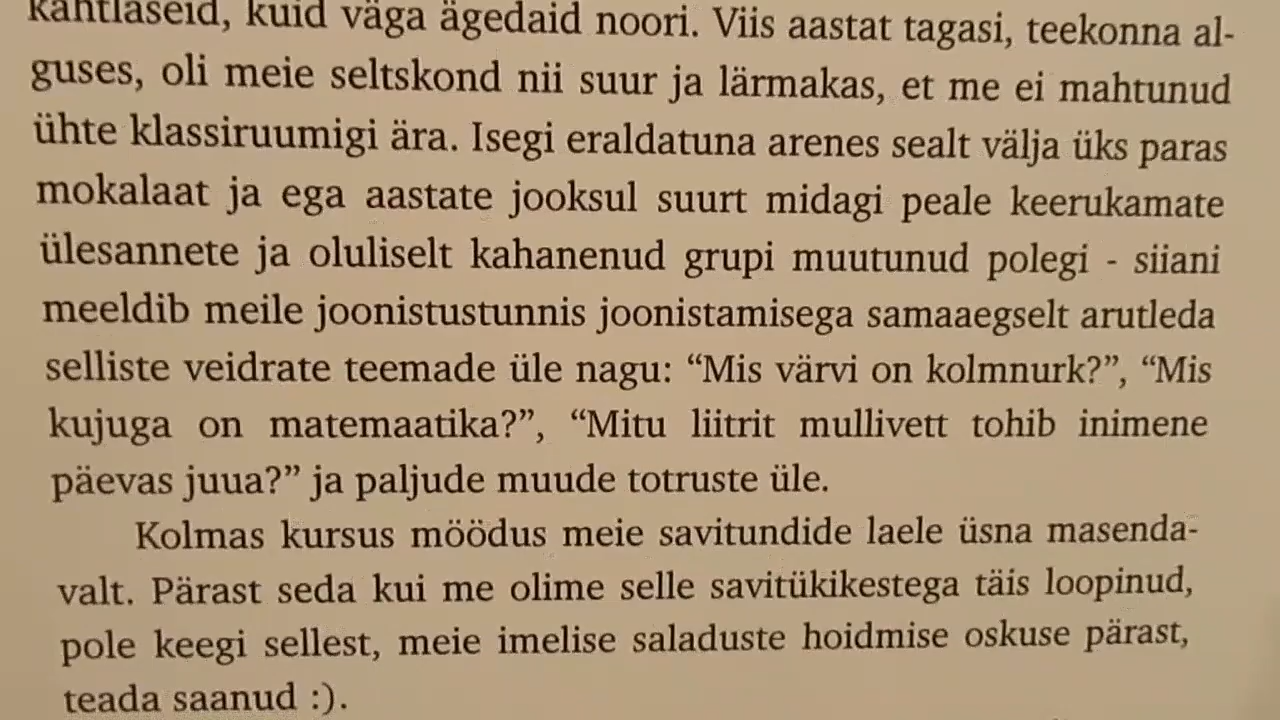 kahtlaseid, kuid väga ägedaid noori. Viis aastat tagasi, teekonna al-
guses, oli meie seltskond nii suur ja lärmakas, et me ei mahtunud
ühte klassiruumigi ära. Isegi eraldatuna arenes sealt välja üks paras
mokalaat ja ega aastate jooksul suurt midagi peale keerukamate
ülesannete ja oluliselt kahanenud grupi muutunud polegi - siiani
meeldib meile joonistustunnis joonistamisega samaaegselt arutleda
selliste veidrate teemade üle nagu: “Mis värvi on kolmnurk?”, “Mis
kujuga on matemaatika?”, “Mitu liitrit mullivett tohib inimene
päevas juua?” ja paljude muude totruste üle.
Kolmas kursus möödus meie savitundide laele üsna masenda-
valt. Pärast seda kui me olime selle savitükikestega täis loopinud,
pole keegi sellest, meie imelise saladuste hoidmise oskuse pärast,
teada saanud :).